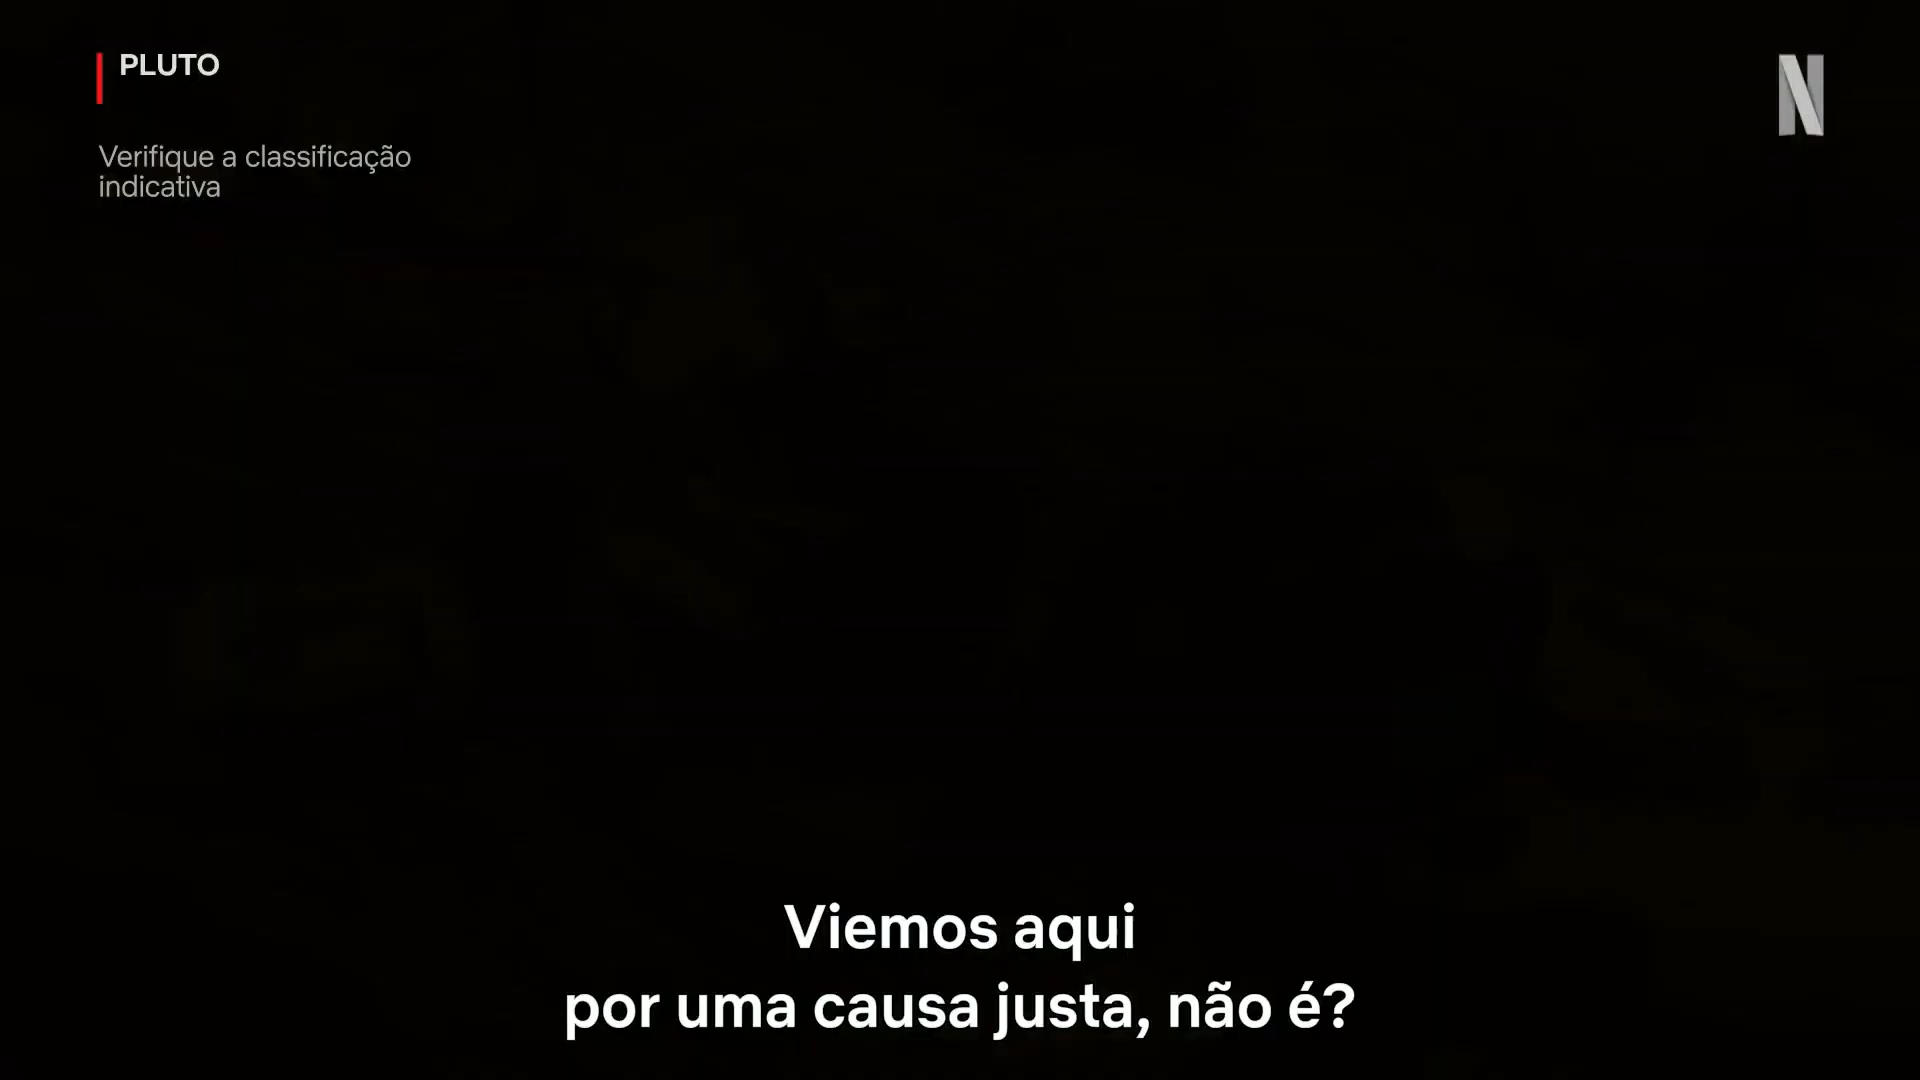 PLUTO
N
Verifique a classificação
indicativa
Viemos aqui
por uma causa justa, não é?